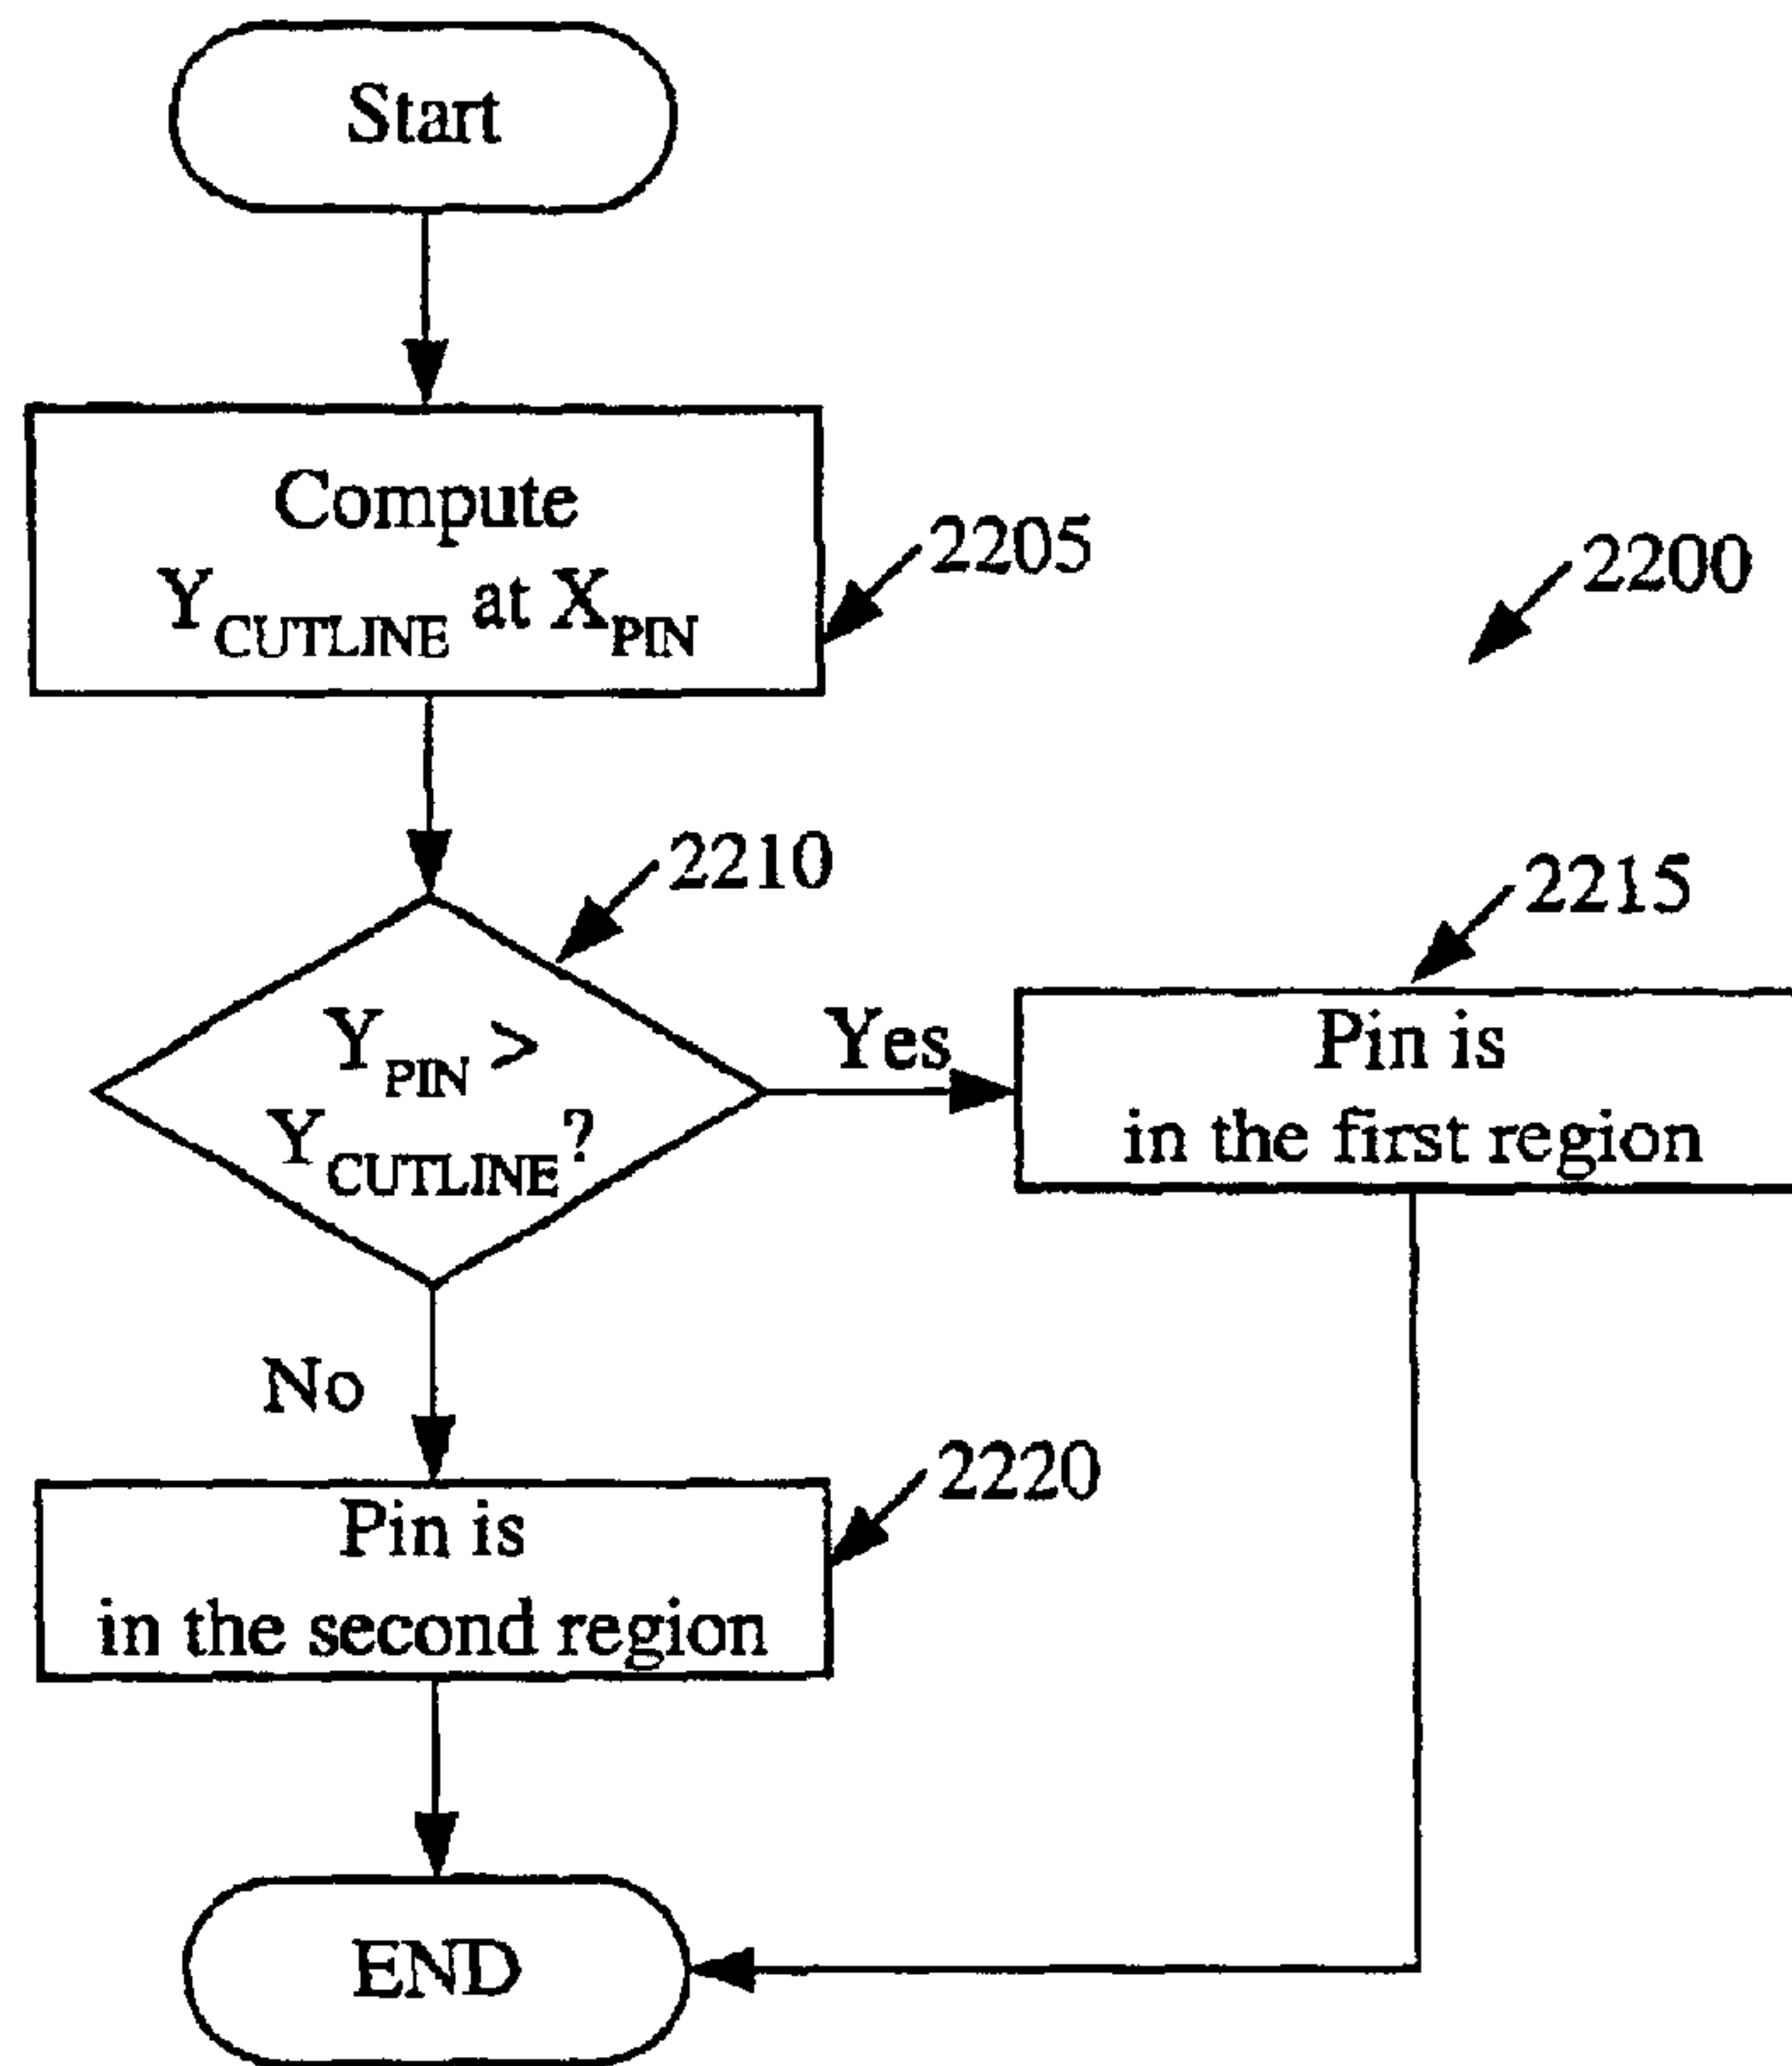 Start
Compute
Y_CUTLINE at X_PIN
2205
2200
2210
2215
Y_PIN >
Y_CUTLINE ?
Yes
Pin is
in the first region
No
2220
Pin is
in the second region
END